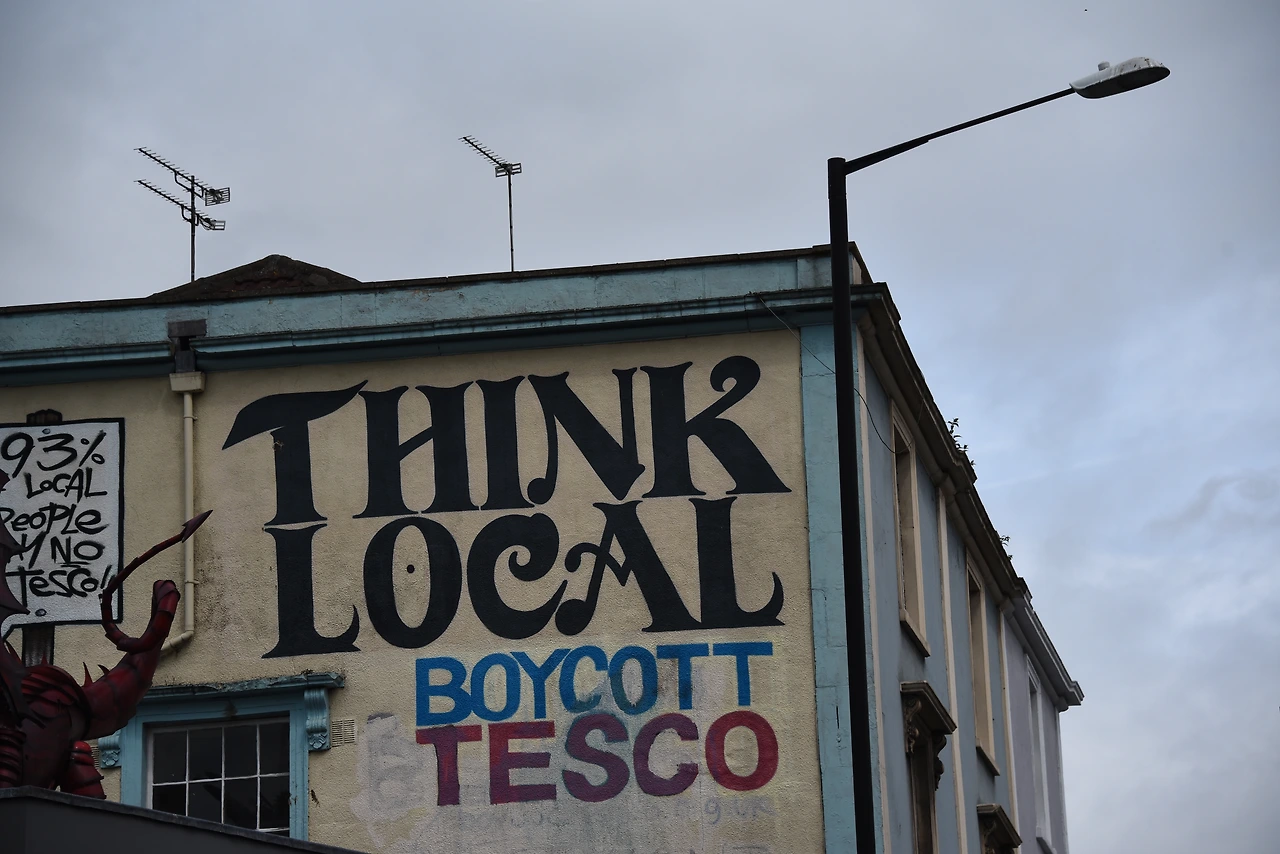 93%
LOCAL
PEOPLE
NO
TESCO!
THINK
LOCAL
BOYCOTT
TESCO